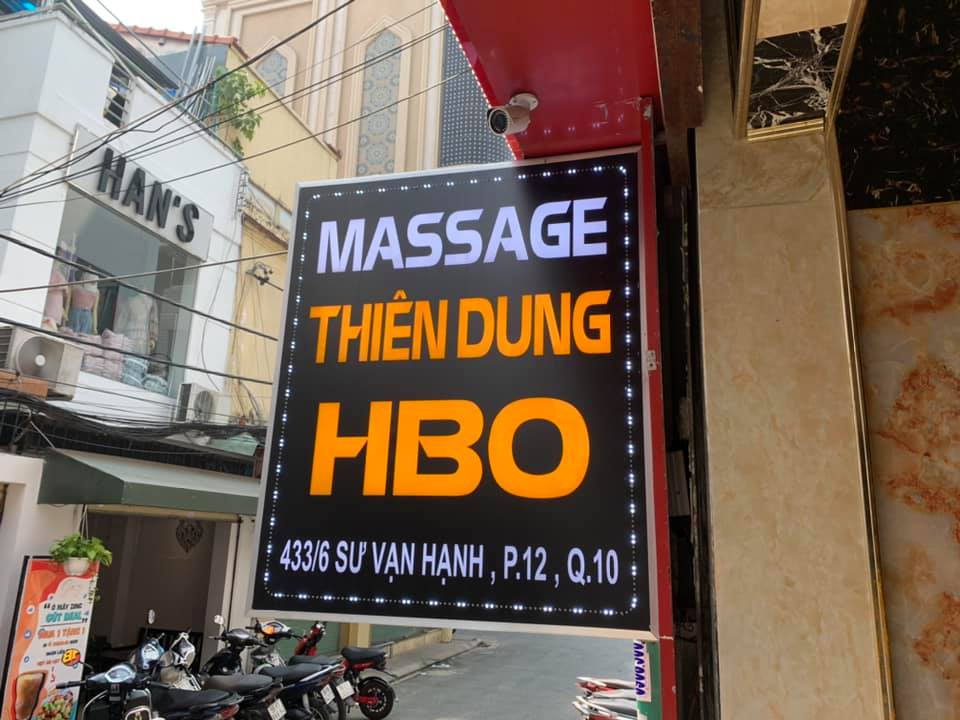 HAN'S
MASSAGE
THIÊN DUNG
HBO
433/6 SƯ VẠN HẠNH , P.12 , Q.10